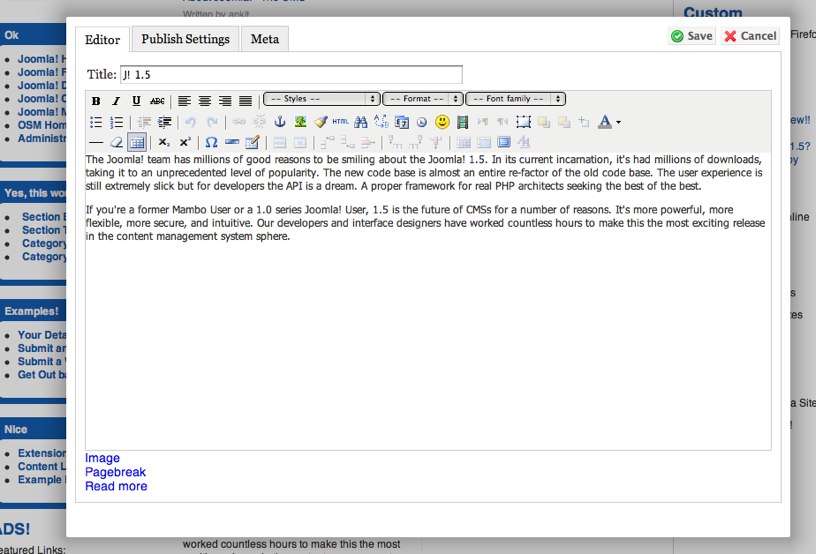 Written by ankit
Custom
Ok
Joomla! H
Joomla! F
Joomla! D
Joomla! C
Joomla! M
OSM Hom
Administr
Yes, this wo
Section B
Section T
Category
Category
Examples!
Your Deta
Submit an
Submit a
Get Out ba
Nice
Extension
Content L
Example
ADS!
eatured Links:
Editor
Publish Settings
Meta
Save
Cancel
Title: J! 1.5
B I U ABC -- Styles -- -- Format -- -- Font family --
HTML
The Joomla! team has millions of good reasons to be smiling about the Joomla! 1.5. In its current incarnation, it's had millions of downloads,
taking it to an unprecedented level of popularity. The new code base is almost an entire re-factor of the old code base. The user experience is
still extremely slick but for developers the API is a dream. A proper framework for real PHP architects seeking the best of the best.
If you're a former Mambo User or a 1.0 series Joomla! User, 1.5 is the future of CMSs for a number of reasons. It's more powerful, more
flexible, more secure, and intuitive. Our developers and interface designers have worked countless hours to make this the most exciting release
in the content management system sphere.
Image
Pagebreak
Read more
worked countless hours to make this the most
Firefo
ew!!
1.5?
by
nline
s
tes
a Site
!